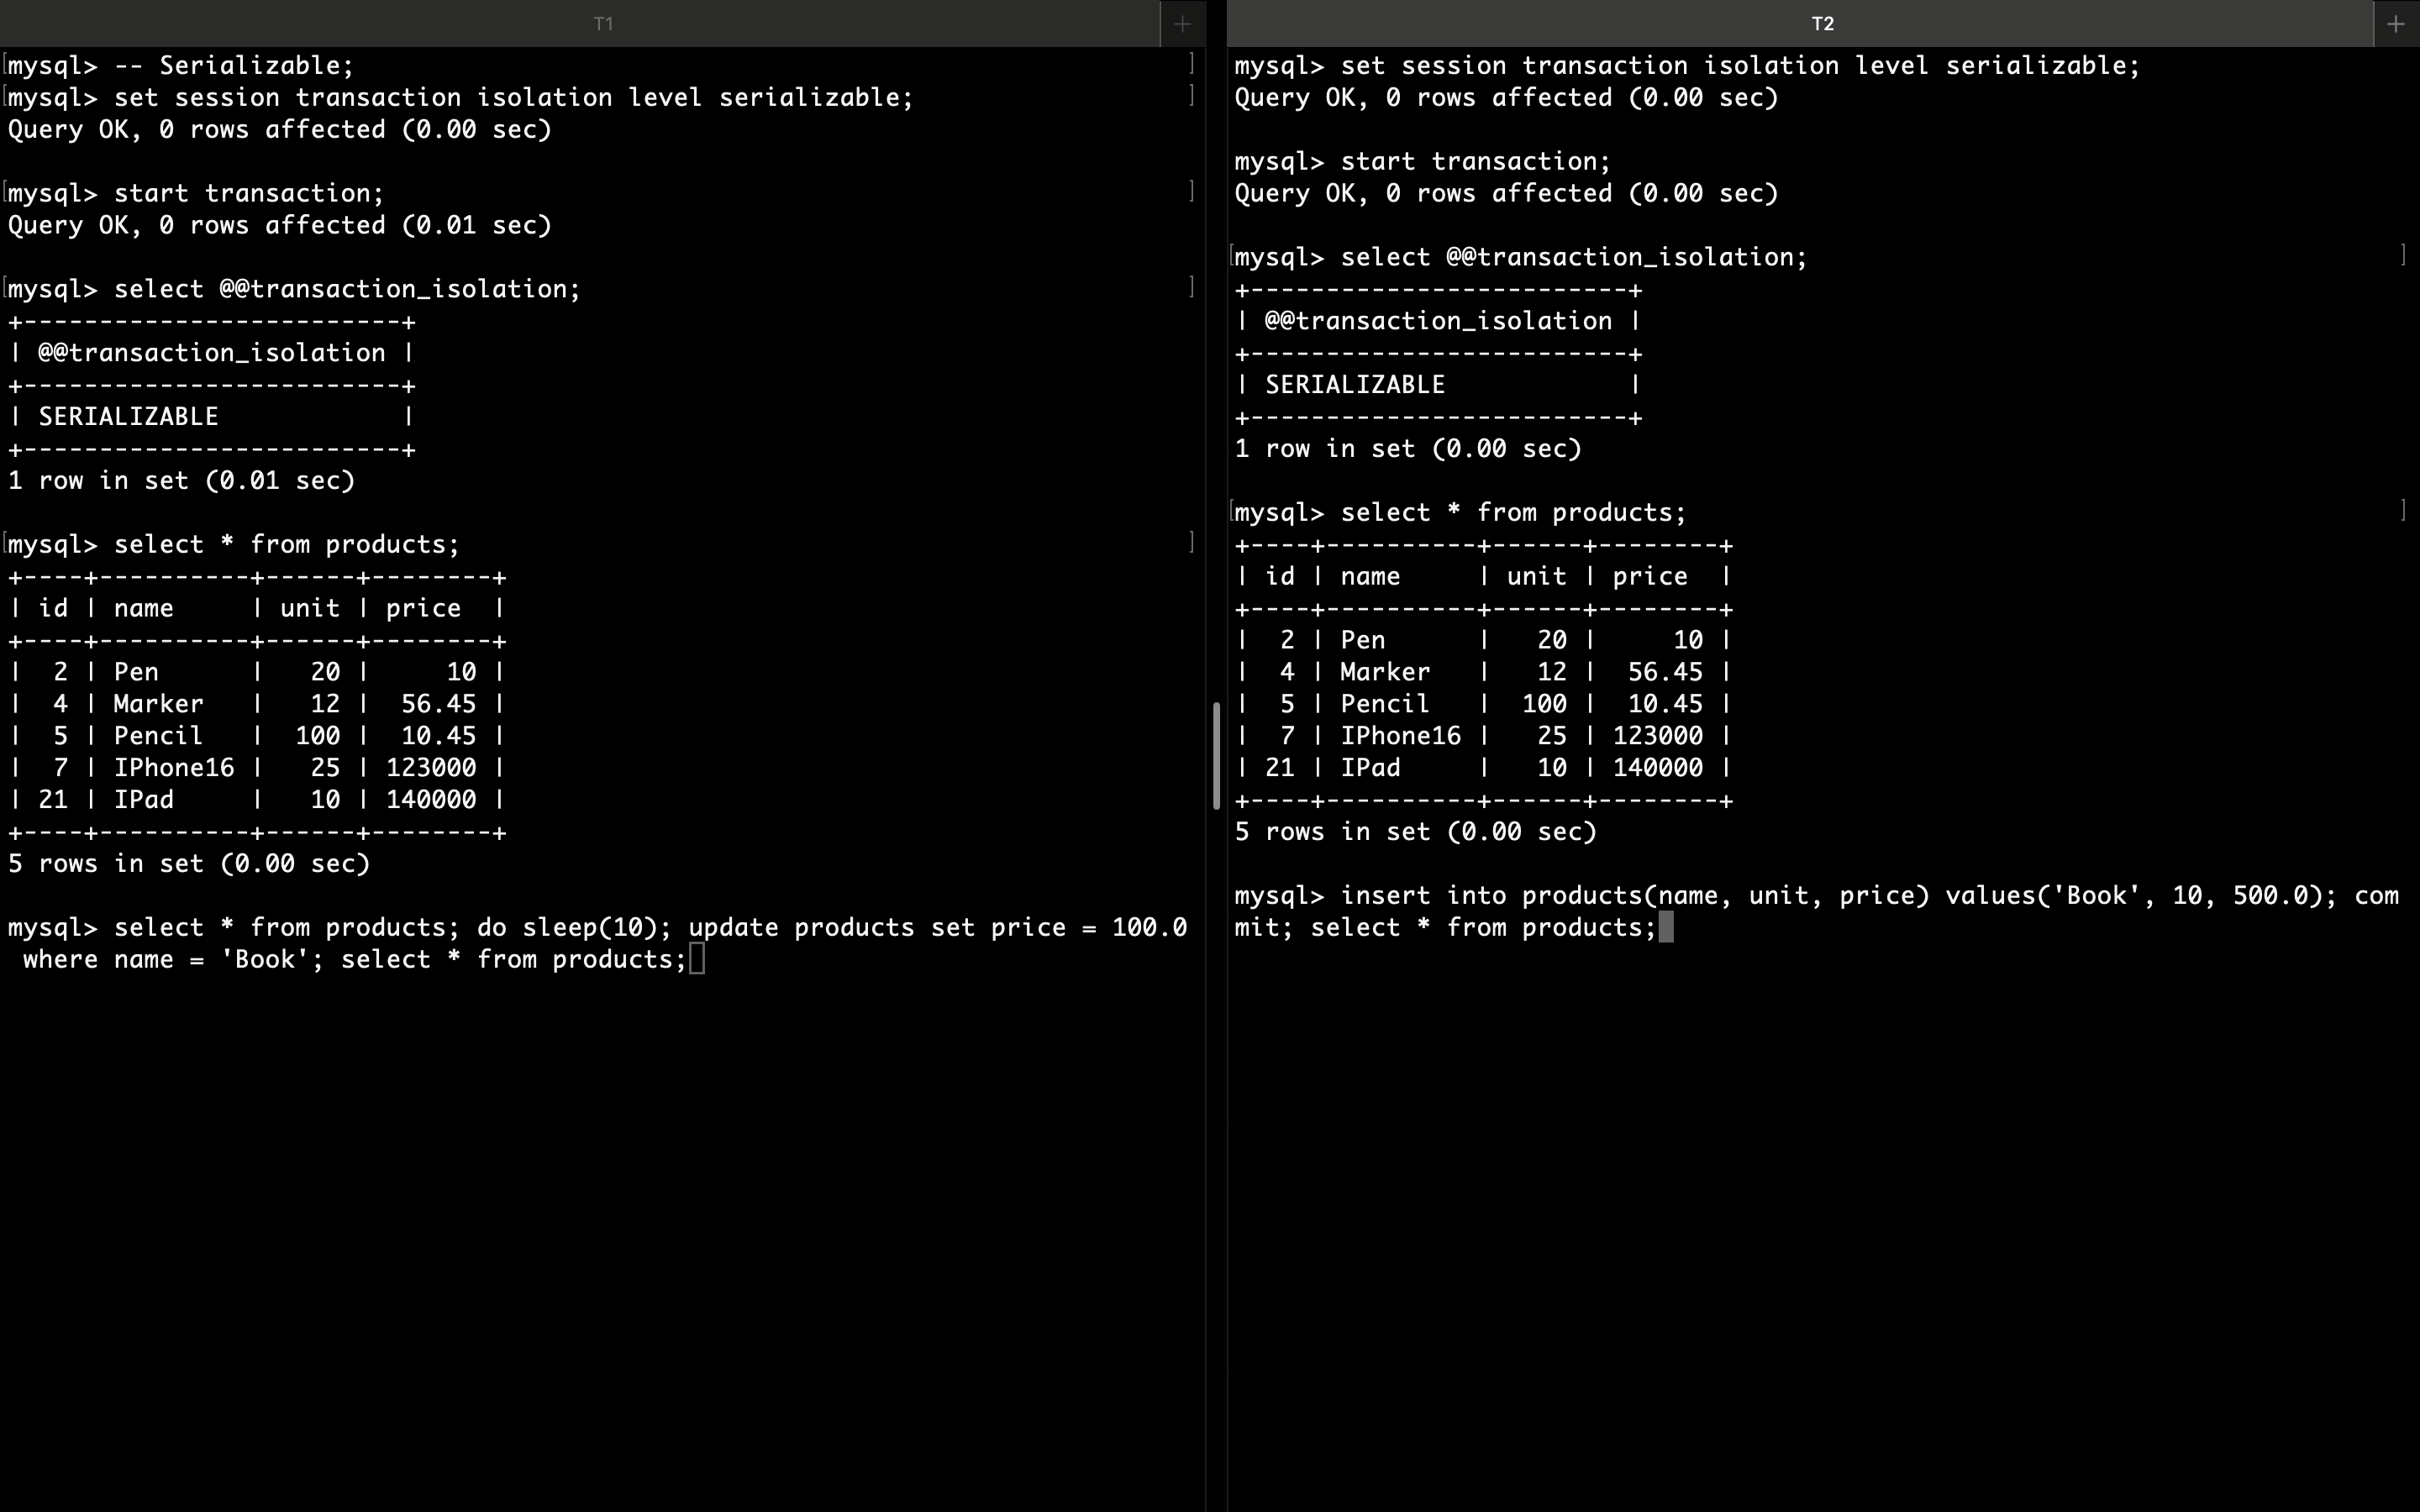 T1
mysql> -- Serializable;
mysql> set session transaction isolation level serializable;
Query OK, 0 rows affected (0.00 sec)
mysql> start transaction;
Query OK, 0 rows affected (0.01 sec)
mysql> select @@transaction_isolation;
+-------------------------+
| @@transaction_isolation |
+-------------------------+
| SERIALIZABLE            |
+-------------------------+
1 row in set (0.01 sec)
mysql> select * from products;
+----+----------+------+--------+
| id | name     | unit | price  |
+----+----------+------+--------+
|  2 | Pen      |   20 |     10 |
|  4 | Marker   |   12 |  56.45 |
|  5 | Pencil   |  100 |  10.45 |
|  7 | IPhone16 |   25 | 123000 |
| 21 | IPad     |   10 | 140000 |
+----+----------+------+--------+
5 rows in set (0.00 sec)
mysql> select * from products; do sleep(10); update products set price = 100.0
 where name = 'Book'; select * from products;
T2
mysql> set session transaction isolation level serializable;
Query OK, 0 rows affected (0.00 sec)
mysql> start transaction;
Query OK, 0 rows affected (0.00 sec)
mysql> select @@transaction_isolation;
+-------------------------+
| @@transaction_isolation |
+-------------------------+
| SERIALIZABLE            |
+-------------------------+
1 row in set (0.00 sec)
mysql> select * from products;
+----+----------+------+--------+
| id | name     | unit | price  |
+----+----------+------+--------+
|  2 | Pen      |   20 |     10 |
|  4 | Marker   |   12 |  56.45 |
|  5 | Pencil   |  100 |  10.45 |
|  7 | IPhone16 |   25 | 123000 |
| 21 | IPad     |   10 | 140000 |
+----+----------+------+--------+
5 rows in set (0.00 sec)
mysql> insert into products(name, unit, price) values('Book', 10, 500.0); com
mit; select * from products;